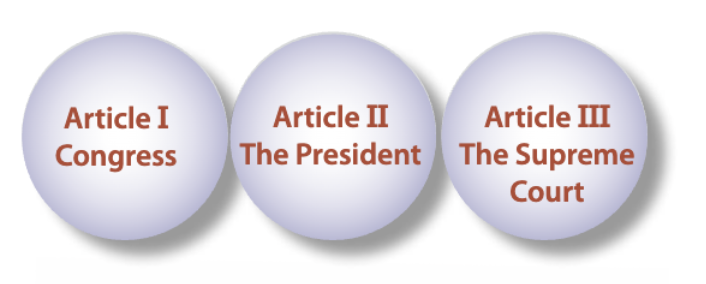 Article I
Congress
Article II
The President
Article III
The Supreme
Court